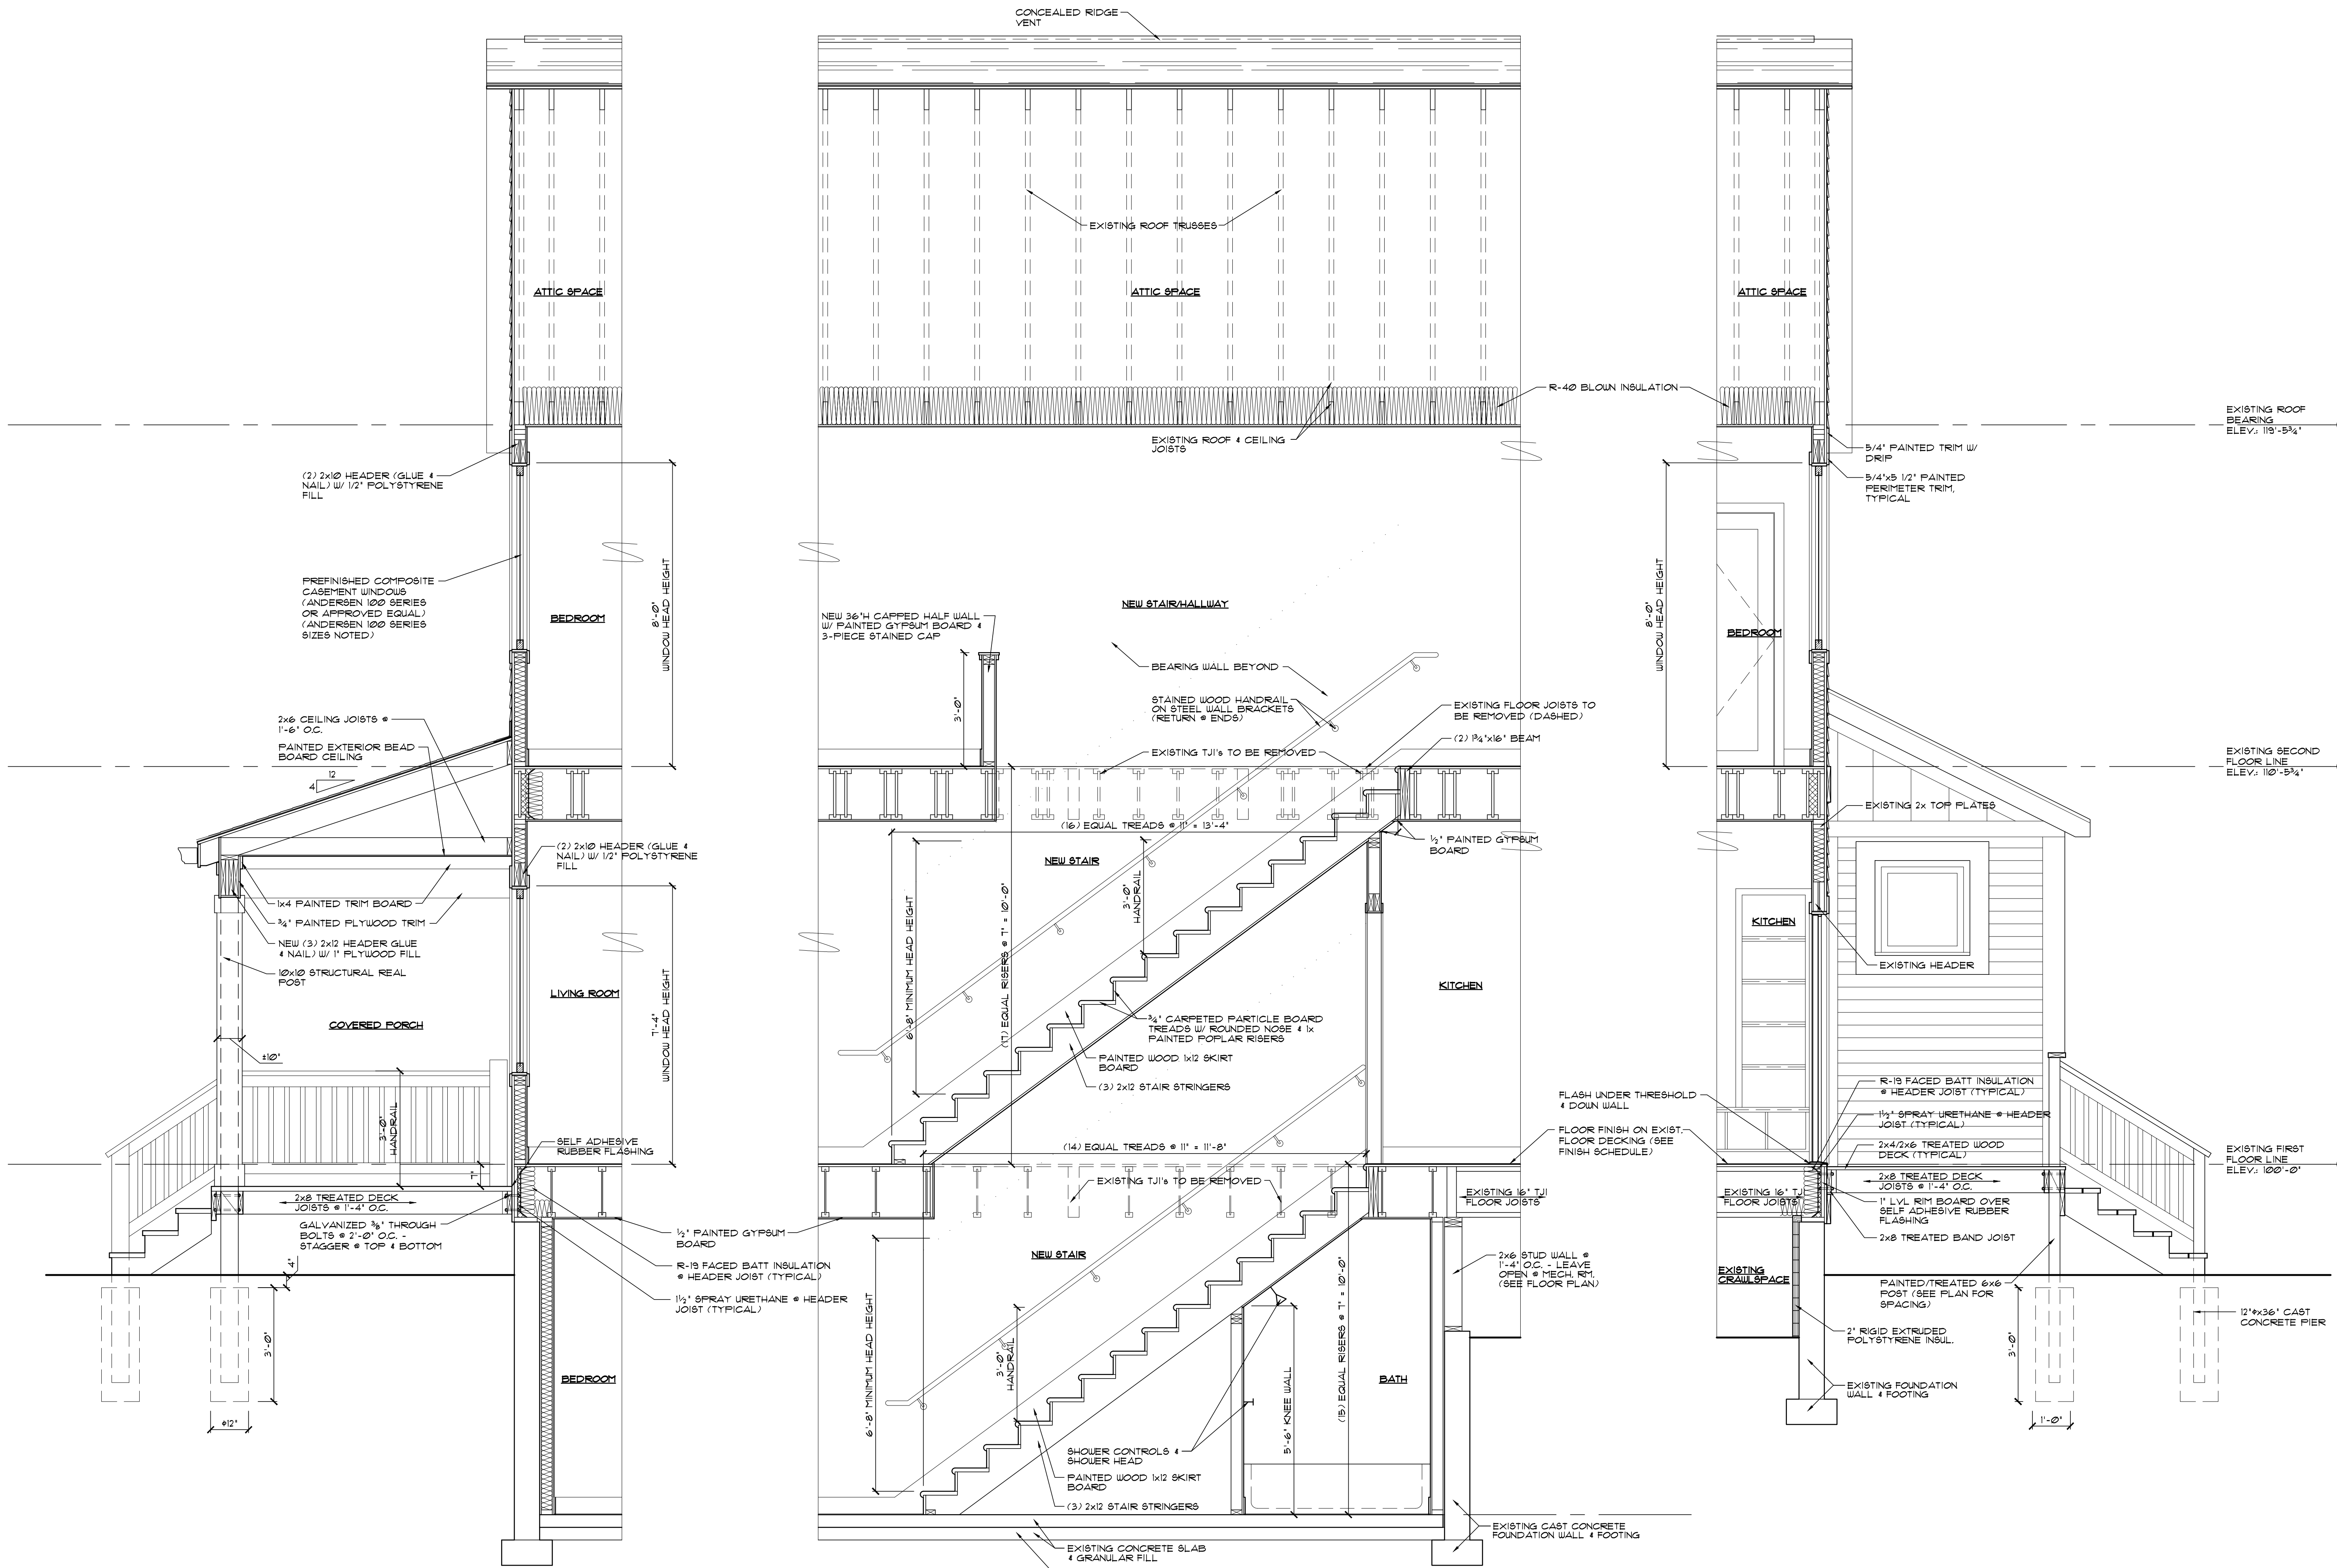 CONCEALED RIDGE
VENT
EXISTING ROOF TRUSSES
ATTIC SPACE
ATTIC SPACE
ATTIC SPACE
R-40 BLOWN INSULATION
EXISTING ROOF
BEARING
ELEV.: 119'-5¾"
EXISTING ROOF & CEILING
JOISTS
5/4" PAINTED TRIM W/
DRIP
5/4"x5 1/2" PAINTED
PERIMETER TRIM,
TYPICAL
(2) 2x10 HEADER (GLUE &
NAIL) W/ 1/2" POLYSTYRENE
FILL
PREFINISHED COMPOSITE
CASEMENT WINDOWS
(ANDERSEN 100 SERIES
OR APPROVED EQUAL)
(ANDERSEN 100 SERIES
SIZES NOTED)
BEDROOM
8'-0"
WINDOW HEAD HEIGHT
NEW 36"H CAPPED HALF WALL
W/ PAINTED GYPSUM BOARD &
3-PIECE STAINED CAP
NEW STAIR/HALLWAY
8'-0"
WINDOW HEAD HEIGHT
BEDROOM
BEARING WALL BEYOND
3'-0"
STAINED WOOD HANDRAIL
ON STEEL WALL BRACKETS
(RETURN @ ENDS)
EXISTING FLOOR JOISTS TO
BE REMOVED (DASHED)
(2) 1¾"x16" BEAM
EXISTING TJI's TO BE REMOVED
EXISTING SECOND
FLOOR LINE
ELEV.: 110'-5¾"
2x6 CEILING JOISTS @
1'-6" O.C.
PAINTED EXTERIOR BEAD
BOARD CEILING
12
4
EXISTING 2x TOP PLATES
(16) EQUAL TREADS @ 11" = 13'-4"
½" PAINTED GYPSUM
BOARD
(2) 2x10 HEADER (GLUE &
NAIL) W/ 1/2" POLYSTYRENE
FILL
NEW STAIR
3'-0"
HANDRAIL
6'-8" MINIMUM HEAD HEIGHT
(17) EQUAL RISERS @ 7" = 10'-0"
1x4 PAINTED TRIM BOARD
¾" PAINTED PLYWOOD TRIM
NEW (3) 2x12 HEADER GLUE
& NAIL) W/ 1" PLYWOOD FILL
10x10 STRUCTURAL REAL
POST
KITCHEN
EXISTING HEADER
LIVING ROOM
KITCHEN
COVERED PORCH
7'-4"
WINDOW HEAD HEIGHT
¾" CARPETED PARTICLE BOARD
TREADS W/ ROUNDED NOSE & 1x
PAINTED POPLAR RISERS
±10"
PAINTED WOOD 1x12 SKIRT
BOARD
(3) 2x12 STAIR STRINGERS
3'-0"
HANDRAIL
7"
SELF ADHESIVE
RUBBER FLASHING
FLASH UNDER THRESHOLD
& DOWN WALL
FLOOR FINISH ON EXIST.
FLOOR DECKING (SEE
FINISH SCHEDULE)
R-19 FACED BATT INSULATION
@ HEADER JOIST (TYPICAL)
1½" SPRAY URETHANE @ HEADER
JOIST (TYPICAL)
2x4/2x6 TREATED WOOD
DECK (TYPICAL)
EXISTING FIRST
FLOOR LINE
ELEV.: 100'-0"
(14) EQUAL TREADS @ 11" = 11'-8"
EXISTING TJI's TO BE REMOVED
2x8 TREATED DECK
JOISTS @ 1'-4" O.C.
EXISTING 16" TJI
FLOOR JOISTS
EXISTING 16" TJI
FLOOR JOISTS
2x8 TREATED DECK
JOISTS @ 1'-4" O.C.
1" LVL RIM BOARD OVER
SELF ADHESIVE RUBBER
FLASHING
2x8 TREATED BAND JOIST
GALVANIZED ⅜" THROUGH
BOLTS @ 2'-0" O.C. -
STAGGER @ TOP & BOTTOM
4"
½" PAINTED GYPSUM
BOARD
R-19 FACED BATT INSULATION
@ HEADER JOIST (TYPICAL)
1½" SPRAY URETHANE @ HEADER
JOIST (TYPICAL)
NEW STAIR
2x6 STUD WALL @
1'-4" O.C. - LEAVE
OPEN @ MECH. RM.
(SEE FLOOR PLAN)
EXISTING
CRAWLSPACE
PAINTED/TREATED 6x6
POST (SEE PLAN FOR
SPACING)
12"φx36" CAST
CONCRETE PIER
2" RIGID EXTRUDED
POLYSTYRENE INSUL.
3'-0"
φ12"
BEDROOM
6'-8" MINIMUM HEAD HEIGHT
3'-0"
HANDRAIL
5'-6" KNEE WALL
(15) EQUAL RISERS @ 7" = 10'-0"
BATH
EXISTING FOUNDATION
WALL & FOOTING
3'-0"
1'-0"
SHOWER CONTROLS &
SHOWER HEAD
PAINTED WOOD 1x12 SKIRT
BOARD
(3) 2x12 STAIR STRINGERS
EXISTING CAST CONCRETE
FOUNDATION WALL & FOOTING
EXISTING CONCRETE SLAB
& GRANULAR FILL